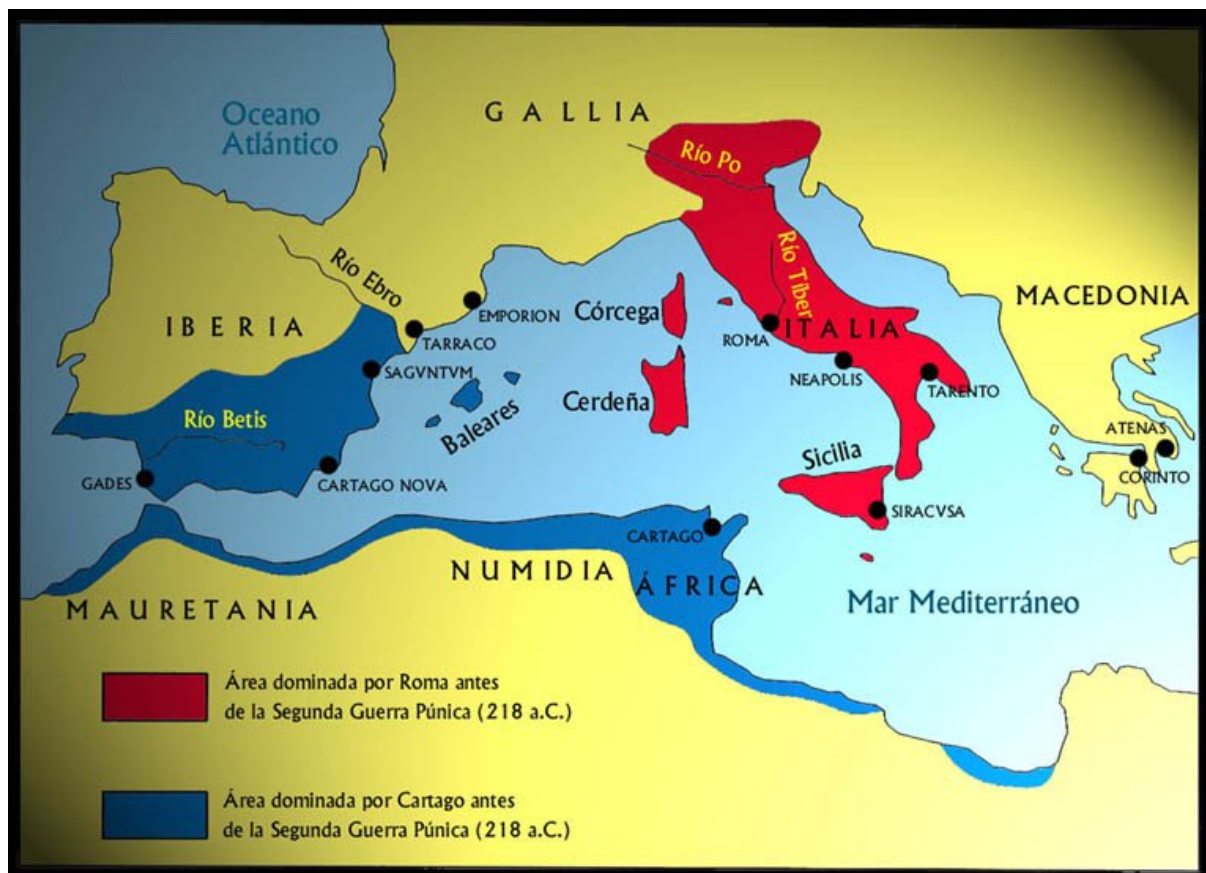 Oceano
Atlántico
GALLIA
Río Po
Río Ebro
IBERIA
EMPORION
TARRACO
SAGVNTVM
Córcega
Río Tíber
MACEDONIA
ROMA
ITALIA
NEAPOLIS
TARENTO
Cerdeña
Baleares
Río Betis
ATENAS
CORINTO
Sicilia
GADES
CARTAGO NOVA
SIRACVSA
CARTAGO
NUMIDIA
ÁFRICA
MAURETANIA
Mar Mediterráneo
Área dominada por Roma antes
de la Segunda Guerra Púnica (218 a.C.)
Área dominada por Cartago antes
de la Segunda Guerra Púnica (218 a.C.)